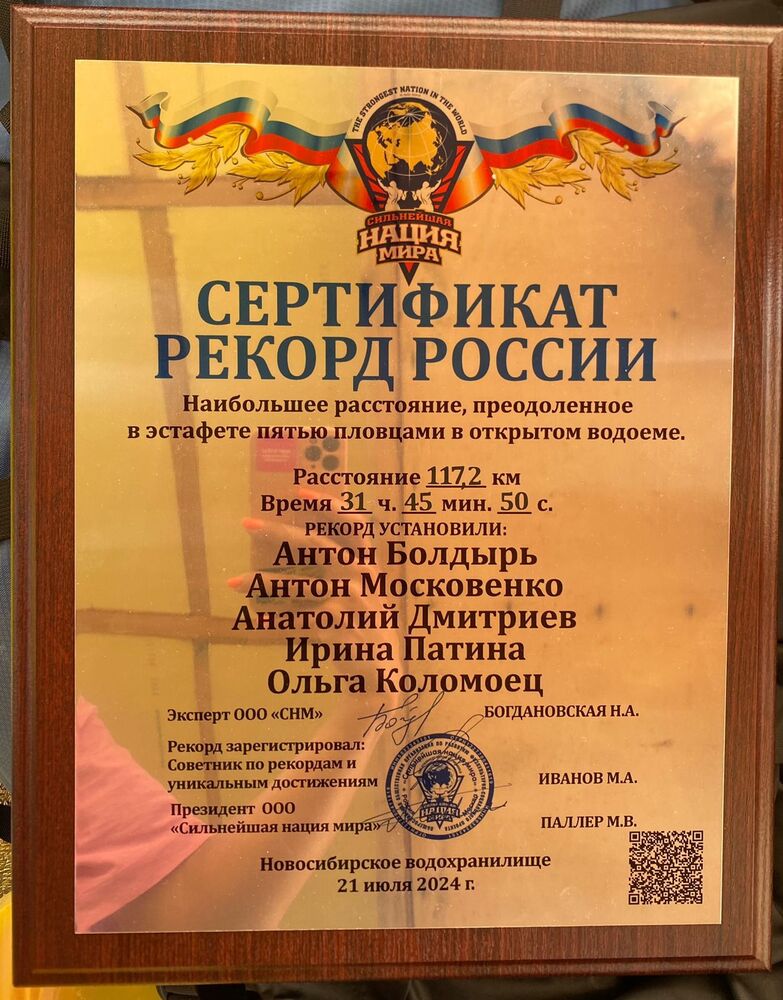 THE STRONGEST NATION IN THE WORLD
СИЛЬНЕЙШАЯ
НАЦИЯ
МИРА
СЕРТИФИКАТ
РЕКОРД РОССИИ
Наибольшее расстояние, преодоленное
в эстафете пятью пловцами в открытом водоеме.
Расстояние 117,2 км
Время 31 ч. 45 мин. 50 с.
РЕКОРД УСТАНОВИЛИ:
Антон Болдырь
Антон Московенко
Анатолий Дмитриев
Ирина Патина
Ольга Коломоец
Эксперт ООО «СНМ» БОГДАНОВСКАЯ Н.А.
Рекорд зарегистрировал:
Советник по рекордам и
уникальным достижениям ИВАНОВ М.А.
Президент ООО
«Сильнейшая нация мира» ПАЛЛЕР М.В.
НАЦИЯ
МИРА
Новосибирское водохранилище
21 июля 2024 г.